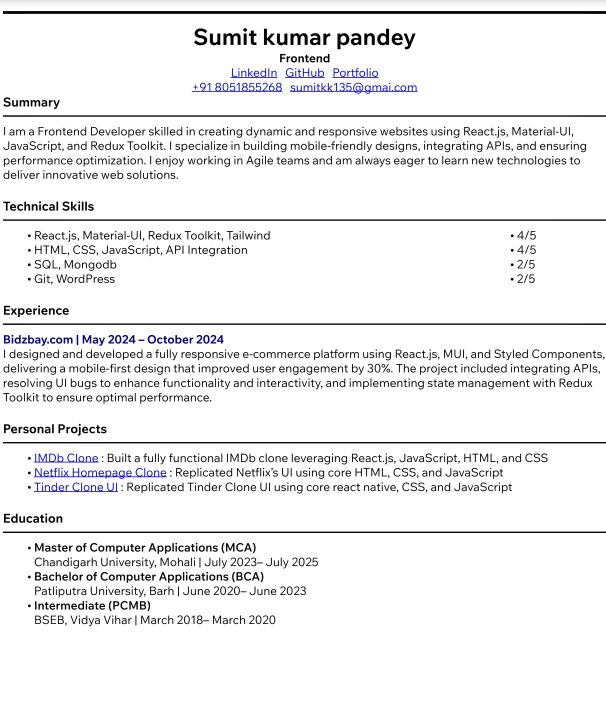 Sumit kumar pandey
Frontend
LinkedIn GitHub Portfolio
+91 8051855268 sumitkk135@gmai.com
Summary
I am a Frontend Developer skilled in creating dynamic and responsive websites using React.js, Material-UI,
JavaScript, and Redux Toolkit. I specialize in building mobile-friendly designs, integrating APIs, and ensuring
performance optimization. I enjoy working in Agile teams and am always eager to learn new technologies to
deliver innovative web solutions.
Technical Skills
• React.js, Material-UI, Redux Toolkit, Tailwind • 4/5
• HTML, CSS, JavaScript, API Integration • 4/5
• SQL, Mongodb • 2/5
• Git, WordPress • 2/5
Experience
Bidzbay.com | May 2024 – October 2024
I designed and developed a fully responsive e-commerce platform using React.js, MUI, and Styled Components,
delivering a mobile-first design that improved user engagement by 30%. The project included integrating APIs,
resolving UI bugs to enhance functionality and interactivity, and implementing state management with Redux
Toolkit to ensure optimal performance.
Personal Projects
• IMDb Clone : Built a fully functional IMDb clone leveraging React.js, JavaScript, HTML, and CSS
• Netflix Homepage Clone : Replicated Netflix's UI using core HTML, CSS, and JavaScript
• Tinder Clone UI : Replicated Tinder Clone UI using core react native, CSS, and JavaScript
Education
• Master of Computer Applications (MCA)
Chandigarh University, Mohali | July 2023– July 2025
• Bachelor of Computer Applications (BCA)
Patliputra University, Barh | June 2020– June 2023
• Intermediate (PCMB)
BSEB, Vidya Vihar | March 2018– March 2020